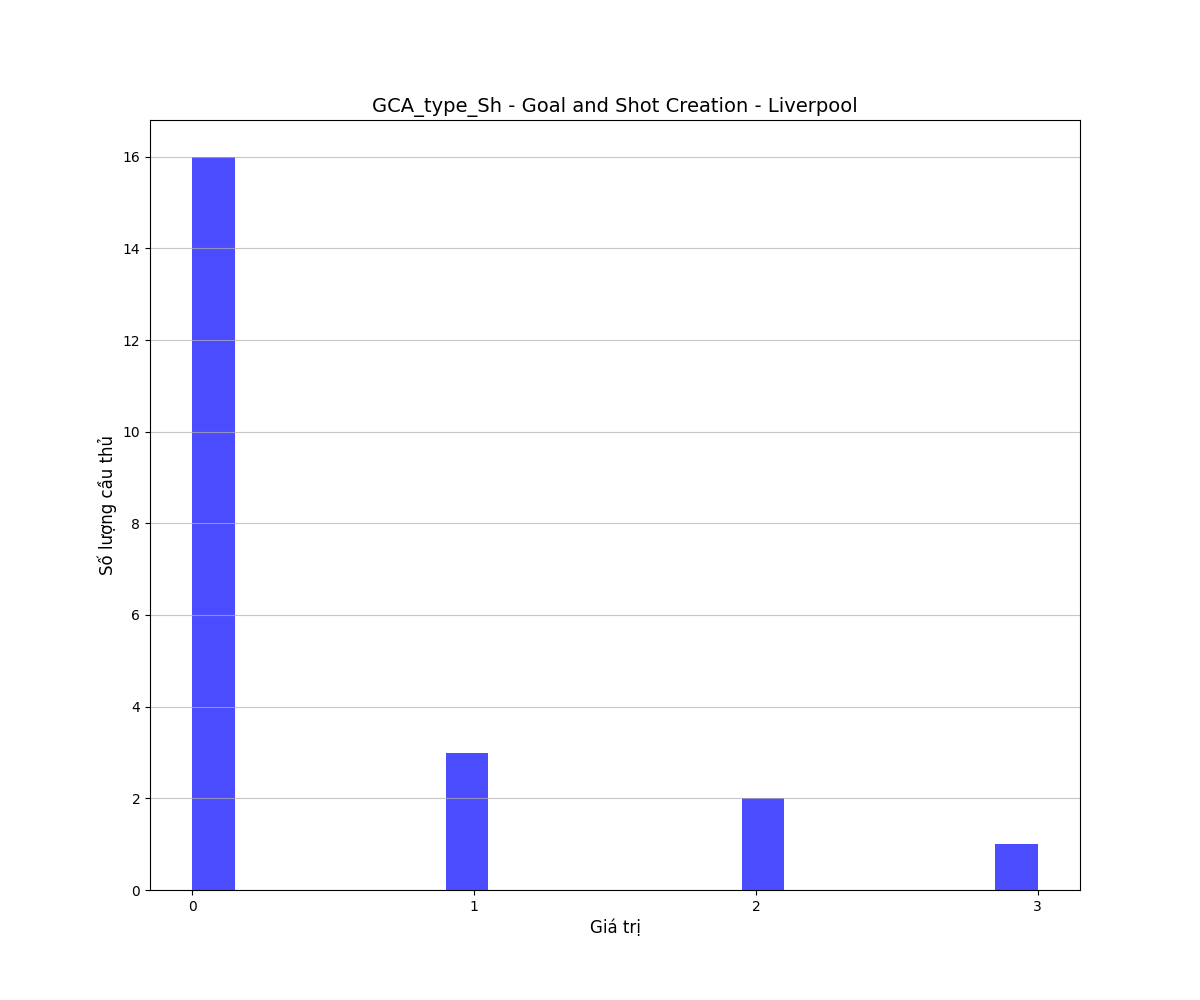 GCA_type_Sh - Goal and Shot Creation - Liverpool
16
14
12
10
8
6
4
2
0
Số lượng cầu thủ
0 1 2 3
Giá trị